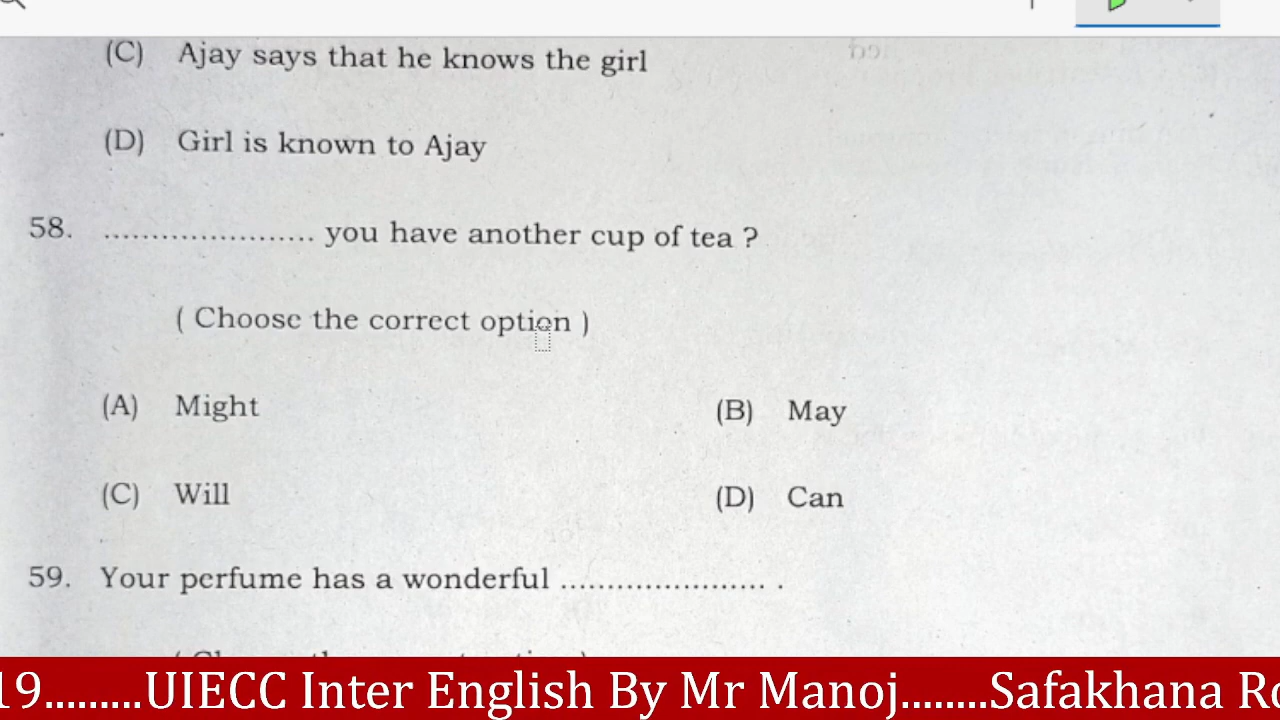 (C) Ajay says that he knows the girl
(D) Girl is known to Ajay
58. ...................... you have another cup of tea ?
( Choose the correct option )
(A) Might (B) May
(C) Will (D) Can
59. Your perfume has a wonderful ...................... .
19.........UIECC Inter English By Mr Manoj........Safakhana